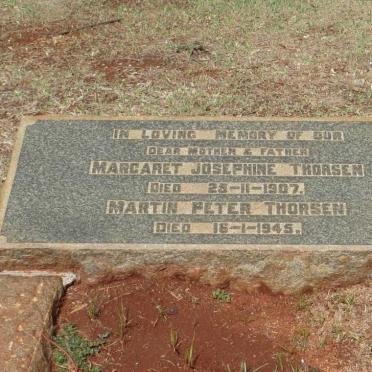 IN LOVING MEMORY OF OUR
DEAR MOTHER & FATHER
MARGARET JOSEPHINE THORSEN
DIED 25-11-1907.
MARTIN PETER THORSEN
DIED 16-1-1945.